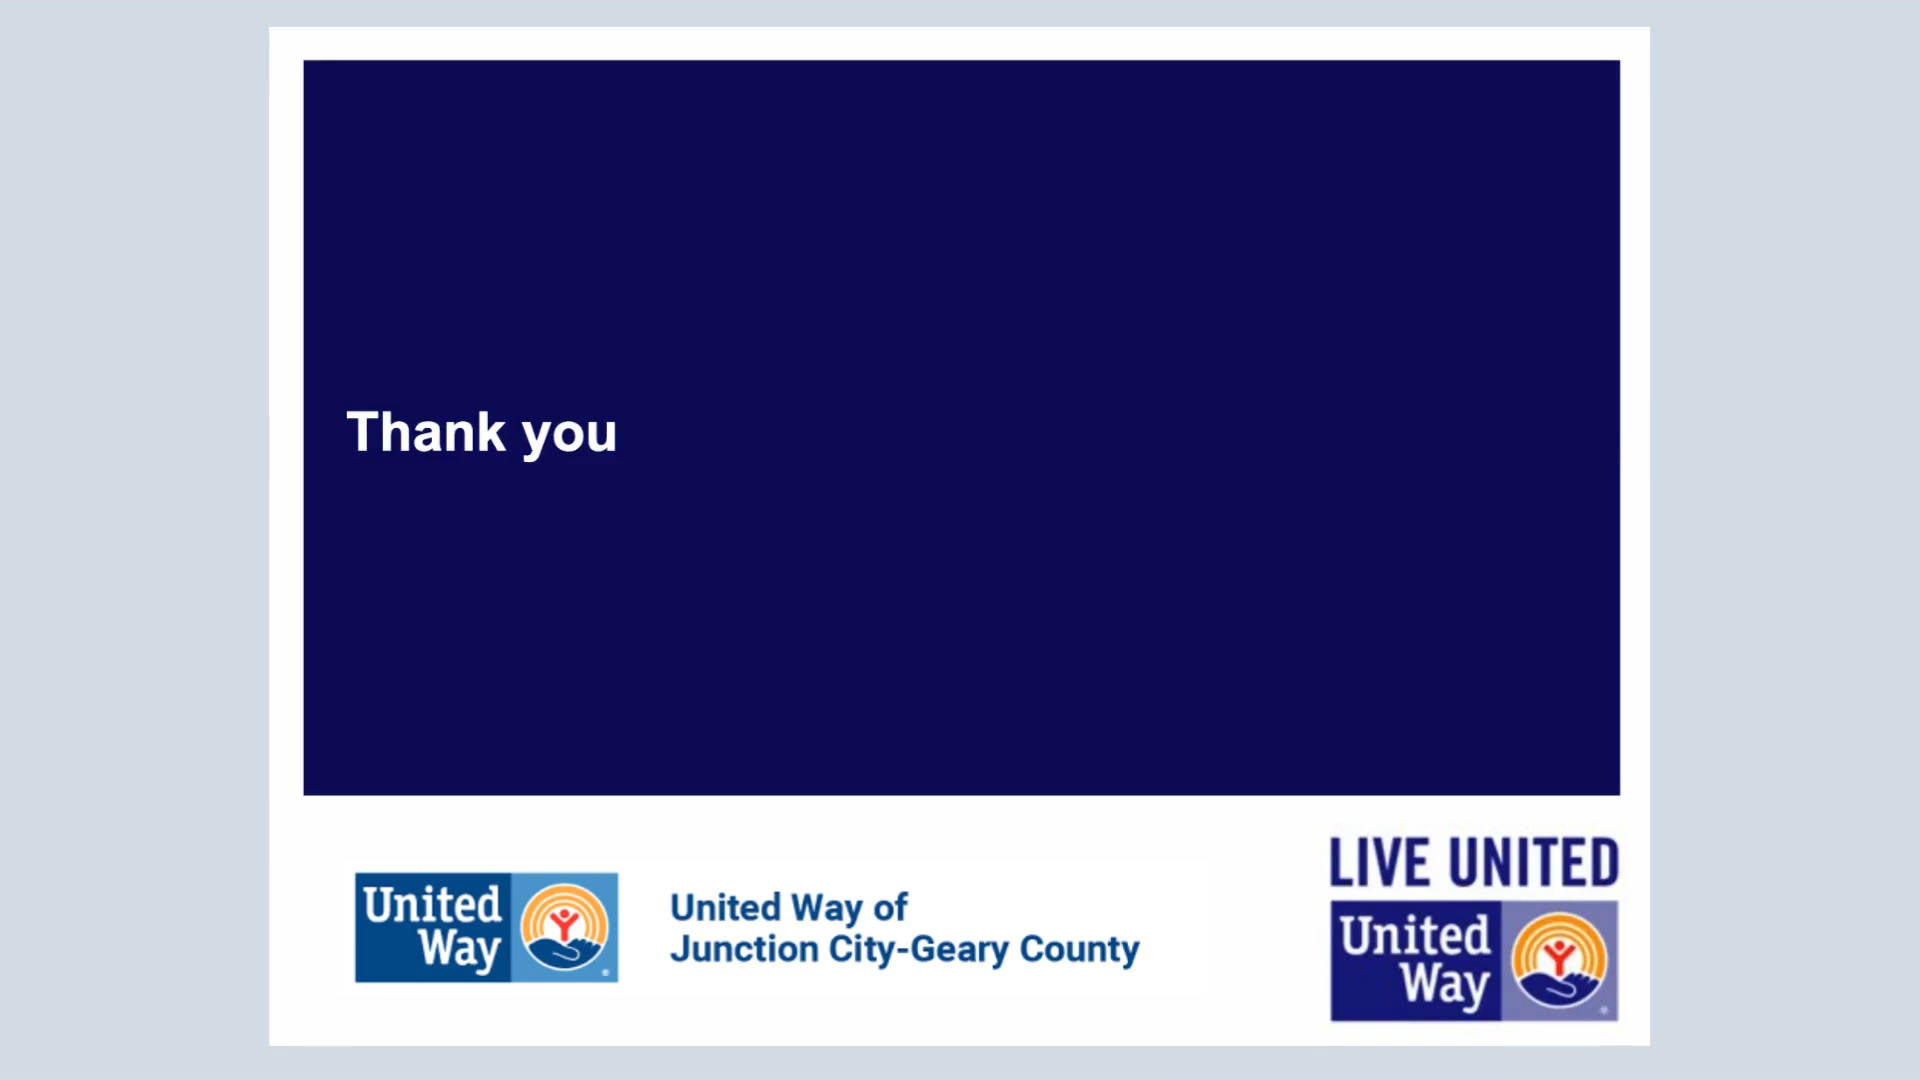 Thank you
United
Way
United Way of
Junction City-Geary County
LIVE UNITED
United
Way